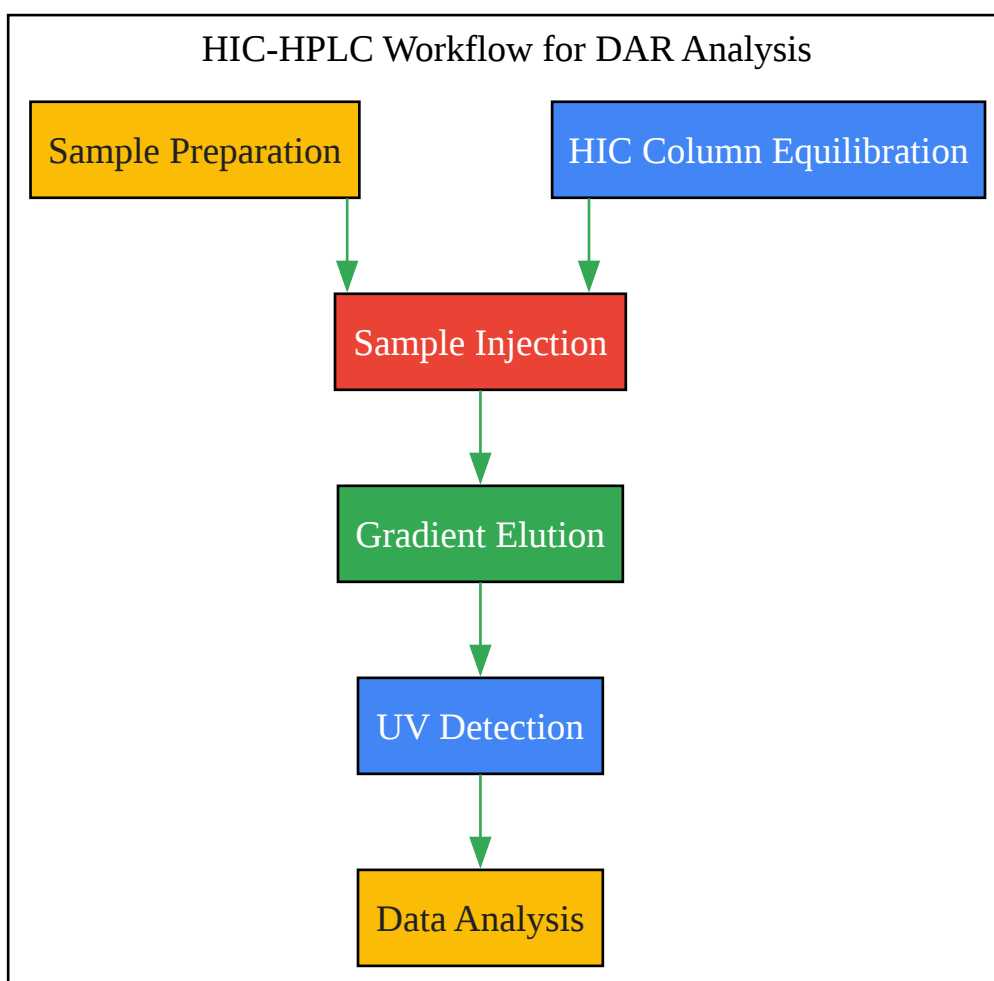 HIC-HPLC Workflow for DAR Analysis
Sample Preparation
HIC Column Equilibration
Sample Injection
Gradient Elution
UV Detection
Data Analysis